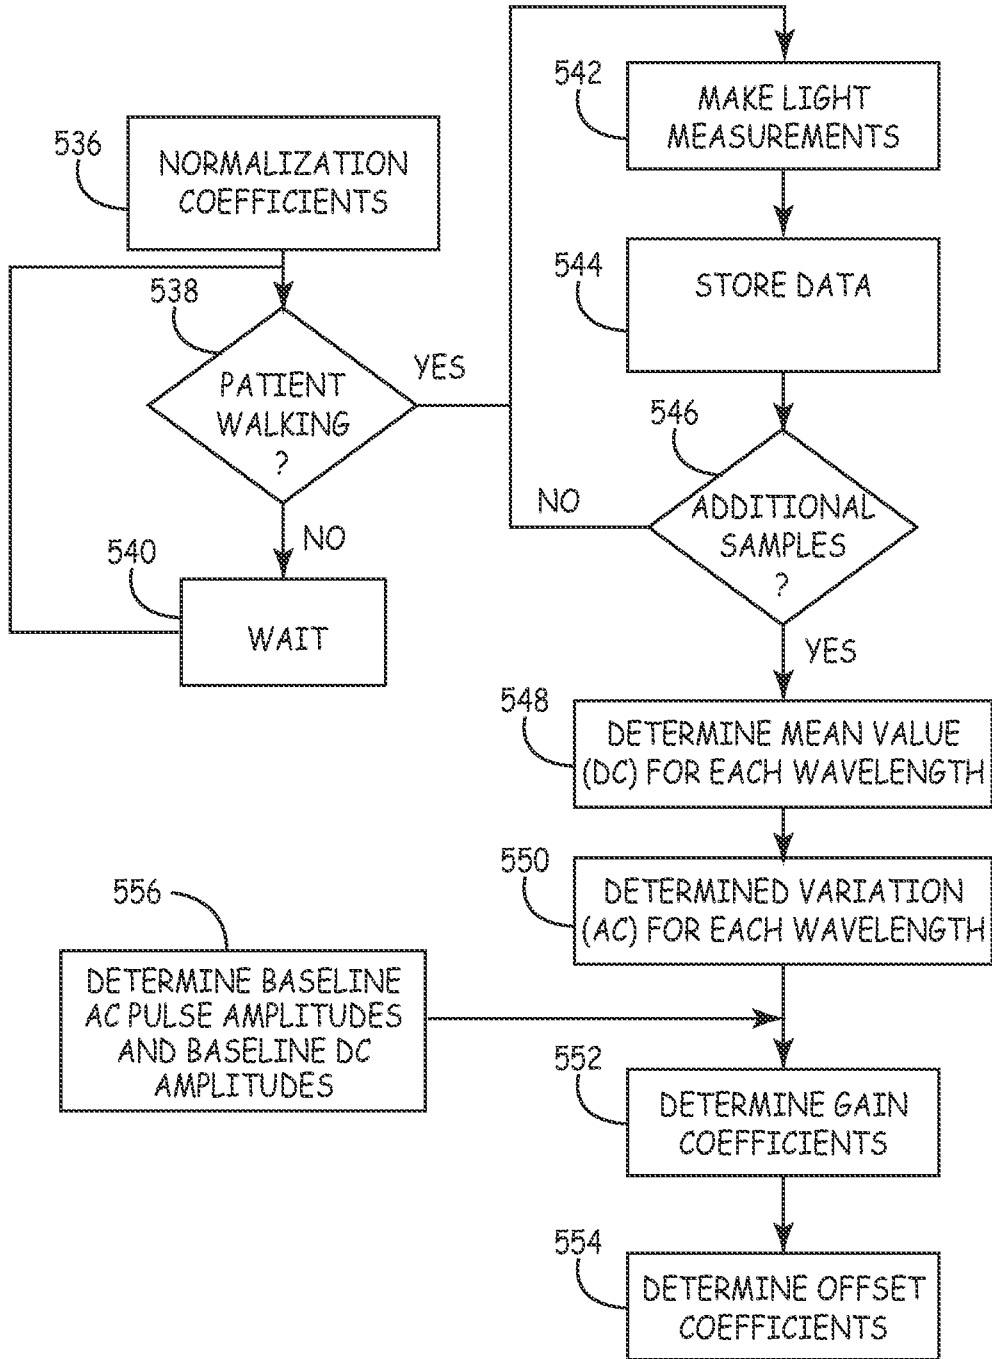 536
NORMALIZATION
COEFFICIENTS
538
PATIENT
WALKING
?
YES
NO
540
WAIT
542
MAKE LIGHT
MEASUREMENTS
544
STORE DATA
546
ADDITIONAL
SAMPLES
?
NO
YES
548
DETERMINE MEAN VALUE
(DC) FOR EACH WAVELENGTH
550
DETERMINED VARIATION
(AC) FOR EACH WAVELENGTH
556
DETERMINE BASELINE
AC PULSE AMPLITUDES
AND BASELINE DC
AMPLITUDES
552
DETERMINE GAIN
COEFFICIENTS
554
DETERMINE OFFSET
COEFFICIENTS